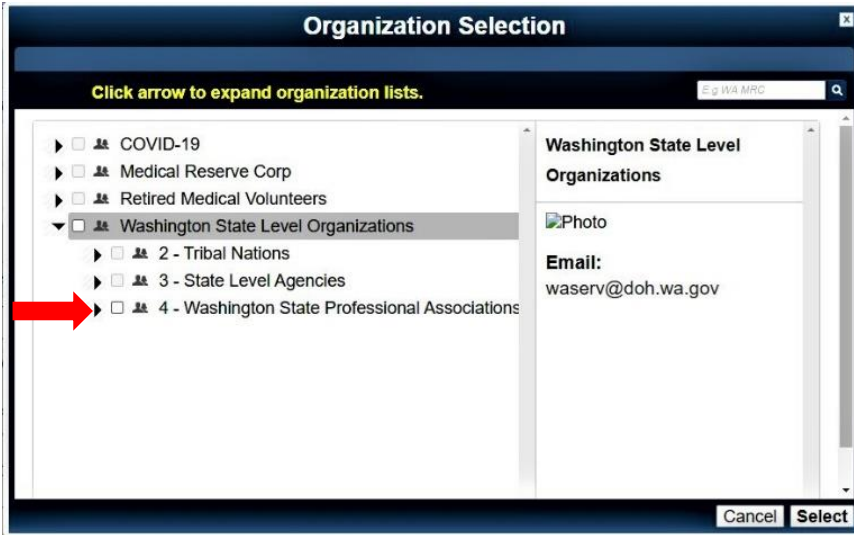 Organization Selection
x
Click arrow to expand organization lists.
E.g WA MRC
COVID-19
Medical Reserve Corp
Retired Medical Volunteers
Washington State Level Organizations
2 - Tribal Nations
3 - State Level Agencies
4 - Washington State Professional Associations
Washington State Level
Organizations
Photo
Email:
waserv@doh.wa.gov
Cancel
Select